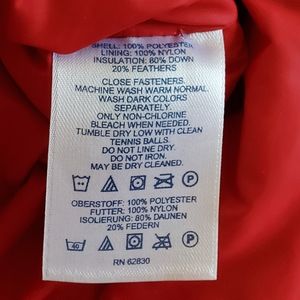 SHELL: 100% POLYESTER
LINING: 100% NYLON
INSULATION: 80% DOWN
20% FEATHERS
CLOSE FASTENERS.
MACHINE WASH WARM NORMAL.
WASH DARK COLORS
SEPARATELY.
ONLY NON-CHLORINE
BLEACH WHEN NEEDED.
TUMBLE DRY LOW WITH CLEAN
TENNIS BALLS.
DO NOT LINE DRY.
DO NOT IRON.
MAY BE DRY CLEANED.
P
OBERSTOFF: 100% POLYESTER
FUTTER: 100% NYLON
ISOLIERUNG: 80% DAUNEN
20% FEDERN
40 P
RN 62830